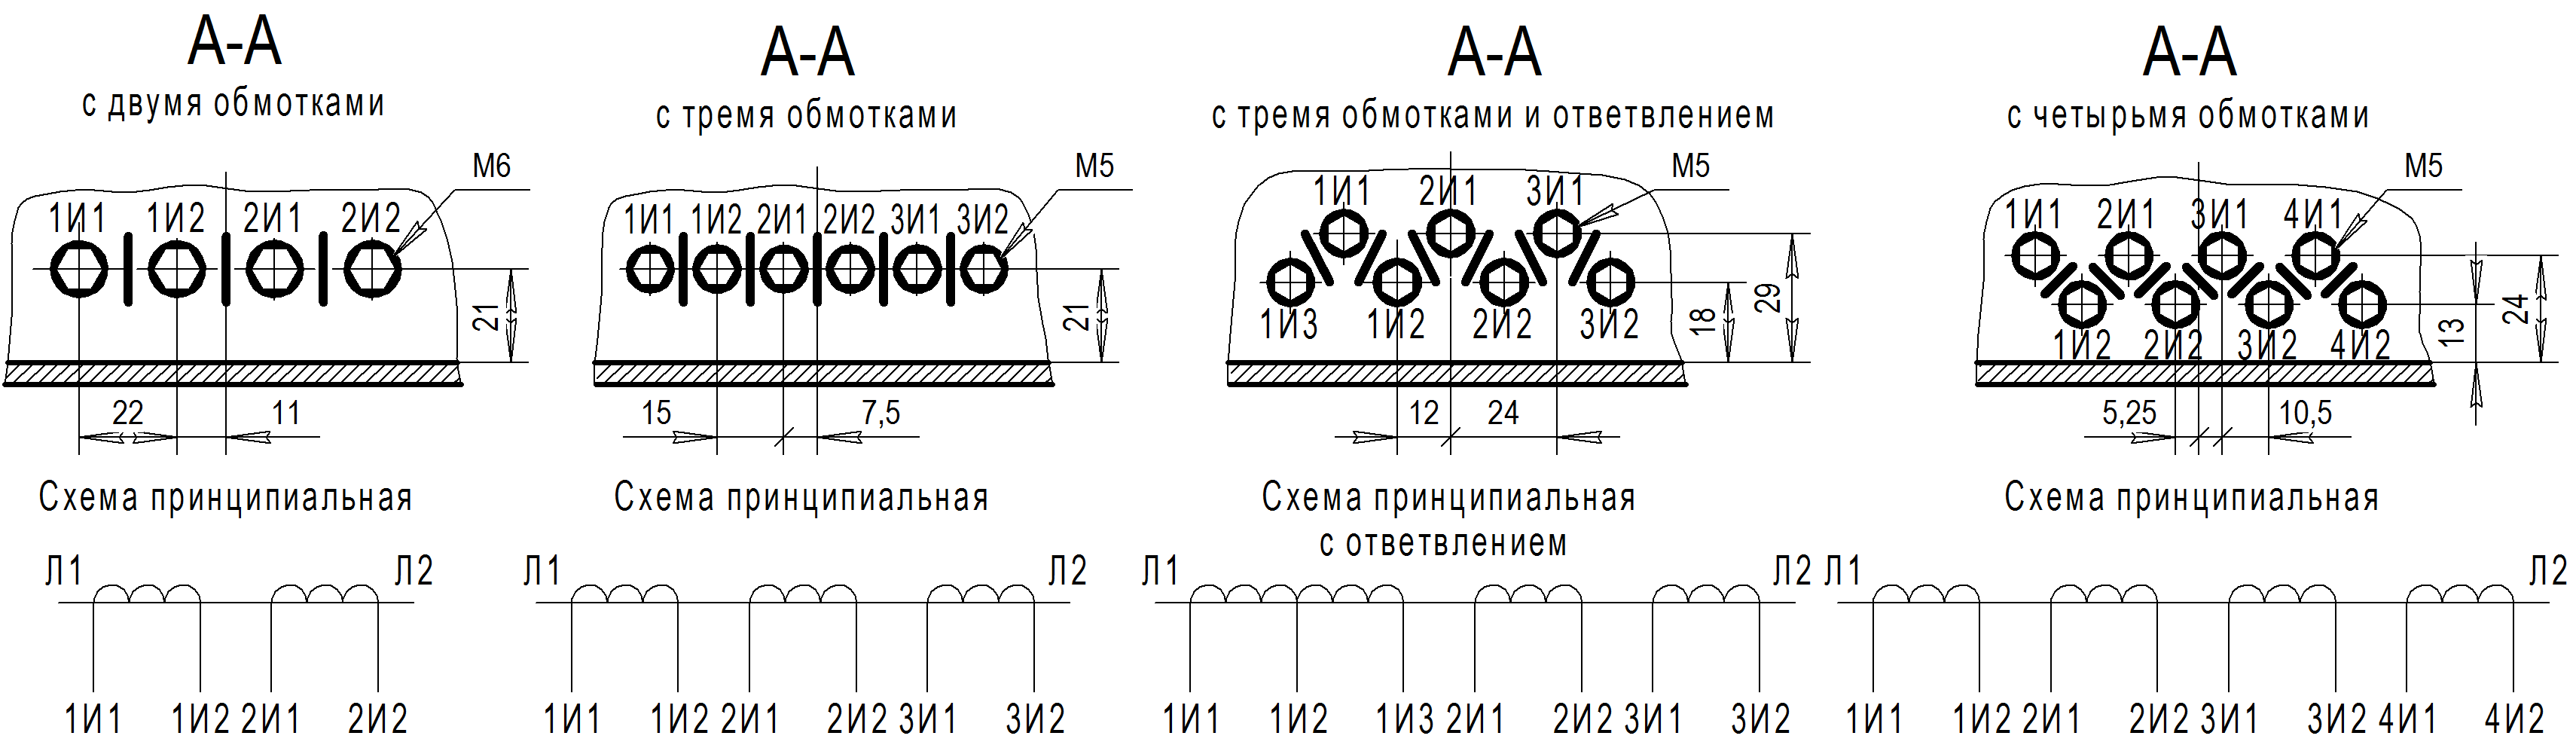 А-А
с двумя обмотками
М6
1И1 1И2 2И1 2И2
21
22 11
Схема принципиальная
Л1 Л2
1И1 1И2 2И1 2И2
А-А
с тремя обмотками
М5
1И1 1И2 2И1 2И2 3И1 3И2
21
15 7,5
Схема принципиальная
Л1 Л2
1И1 1И2 2И1 2И2 3И1 3И2
А-А
с тремя обмотками и ответвлением
М5
1И1 2И1 3И1
1И3 1И2 2И2 3И2
18 29
12 24
Схема принципиальная
с ответвлением
Л1 Л2
1И1 1И2 1И3 2И1 2И2 3И1 3И2
А-А
с четырьмя обмотками
М5
1И1 2И1 3И1 4И1
1И2 2И2 3И2 4И2
13 24
5,25 10,5
Схема принципиальная
Л1 Л2
1И1 1И2 2И1 2И2 3И1 3И2 4И1 4И2